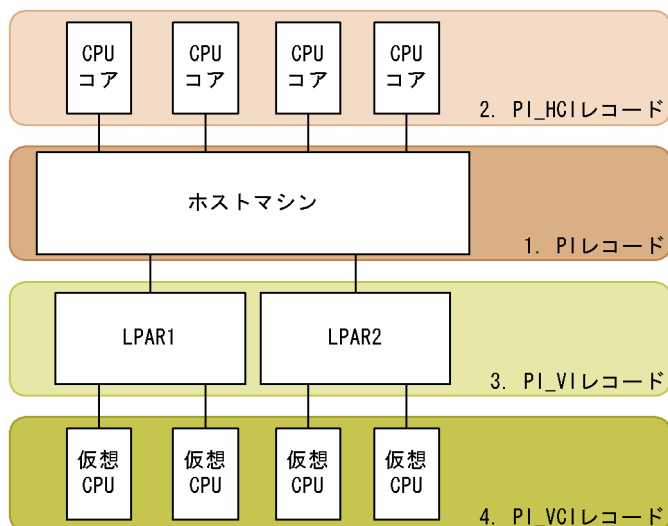 CPU
コア
CPU
コア
CPU
コア
CPU
コア
2. PI_HCIレコード
ホストマシン
1. PIレコード
LPAR1
LPAR2
3. PI_VIレコード
仮想
CPU
仮想
CPU
仮想
CPU
仮想
CPU
4. PI_VCIレコード